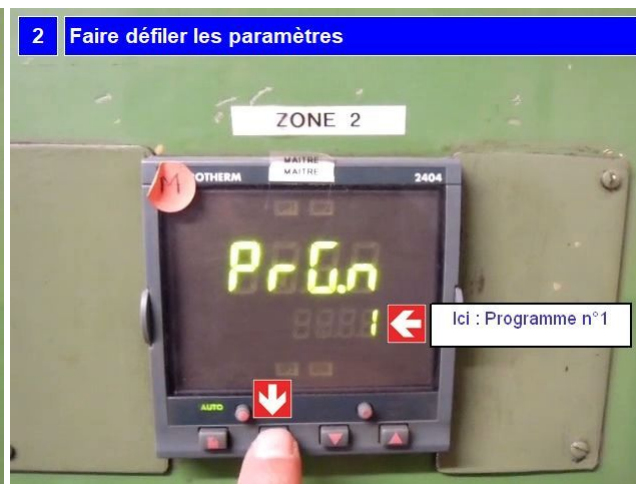 2 Faire défiler les paramètres
ZONE 2
MAITRE
MAITRE
M
OTHERM
2404
PrG.n
1
Ici : Programme n°1
AUTO